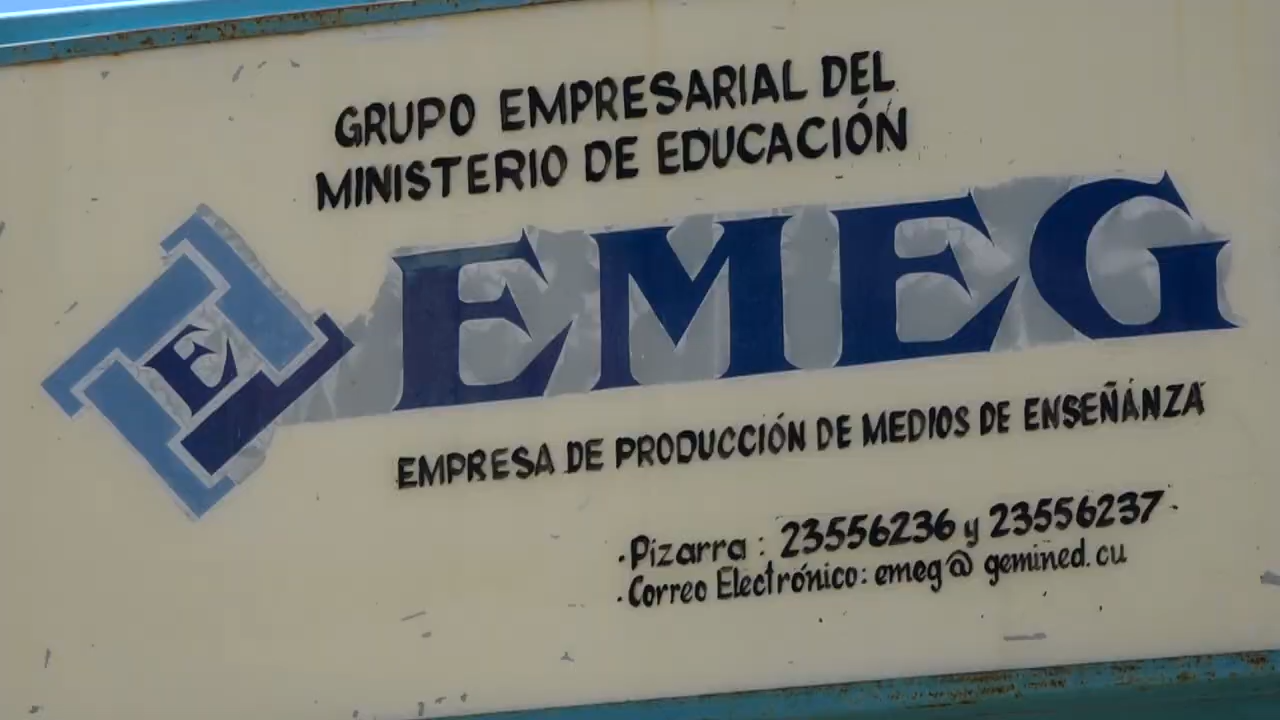 GRUPO EMPRESARIAL DEL
MINISTERIO DE EDUCACIÓN
E
EMEG
EMPRESA DE PRODUCCIÓN DE MEDIOS DE ENSEÑÁNZA
·Pizarra: 23556236 y 23556237·
·Correo Electrónico: emeg@gemined.cu